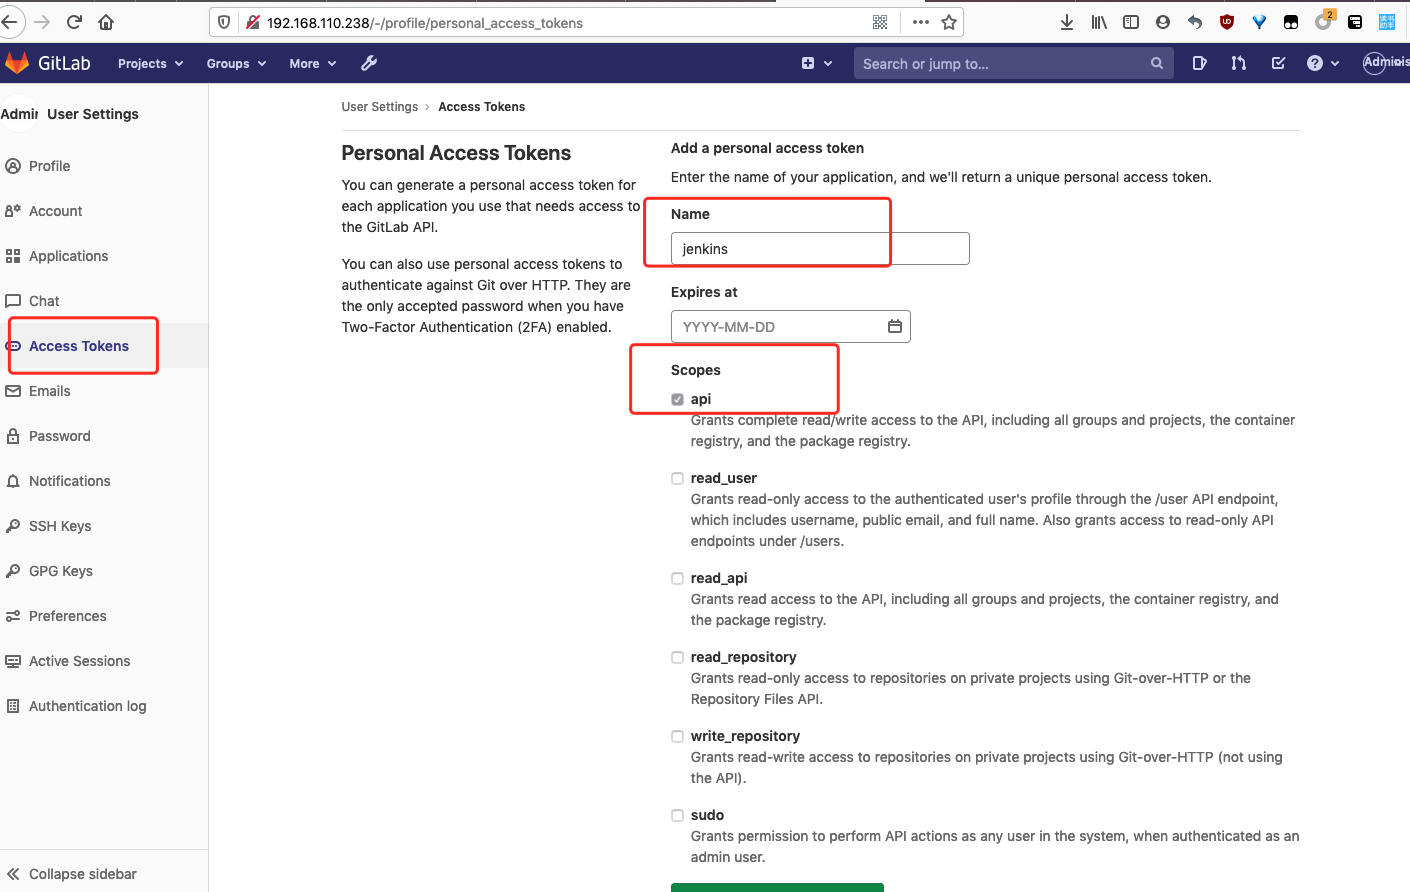 192.168.110.238/-/profile/personal_access_tokens
2
GitLab
Projects
Groups
More
Search or jump to...
Adminis
Admin
User Settings
Profile
Account
Applications
Chat
Access Tokens
Emails
Password
Notifications
SSH Keys
GPG Keys
Preferences
Active Sessions
Authentication log
Collapse sidebar
User Settings › Access Tokens
Personal Access Tokens
You can generate a personal access token for
each application you use that needs access to
the GitLab API.
You can also use personal access tokens to
authenticate against Git over HTTP. They are
the only accepted password when you have
Two-Factor Authentication (2FA) enabled.
Add a personal access token
Enter the name of your application, and we'll return a unique personal access token.
Name
jenkins
Expires at
YYYY-MM-DD
Scopes
api
Grants complete read/write access to the API, including all groups and projects, the container
registry, and the package registry.
read_user
Grants read-only access to the authenticated user's profile through the /user API endpoint,
which includes username, public email, and full name. Also grants access to read-only API
endpoints under /users.
read_api
Grants read access to the API, including all groups and projects, the container registry, and
the package registry.
read_repository
Grants read-only access to repositories on private projects using Git-over-HTTP or the
Repository Files API.
write_repository
Grants read-write access to repositories on private projects using Git-over-HTTP (not using
the API).
sudo
Grants permission to perform API actions as any user in the system, when authenticated as an
admin user.